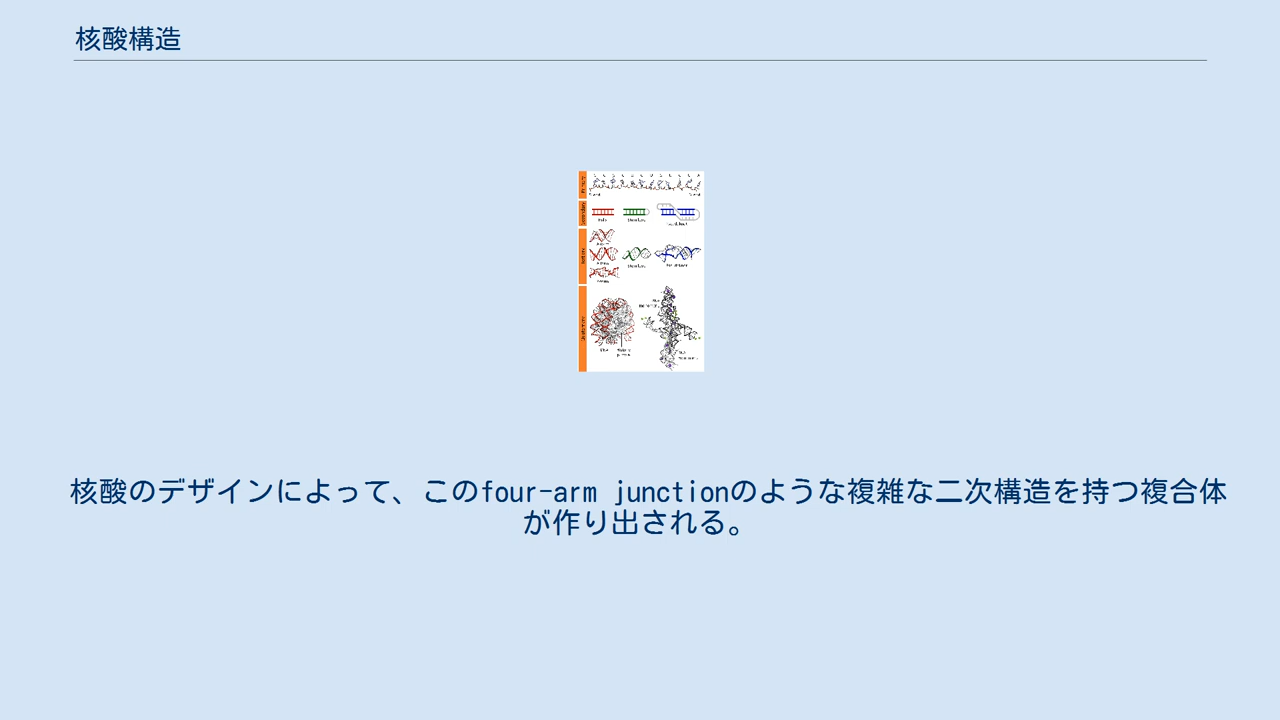 核酸構造
核酸のデザインによって、このfour-arm junctionのような複雑な二次構造を持つ複合体
が作り出される。